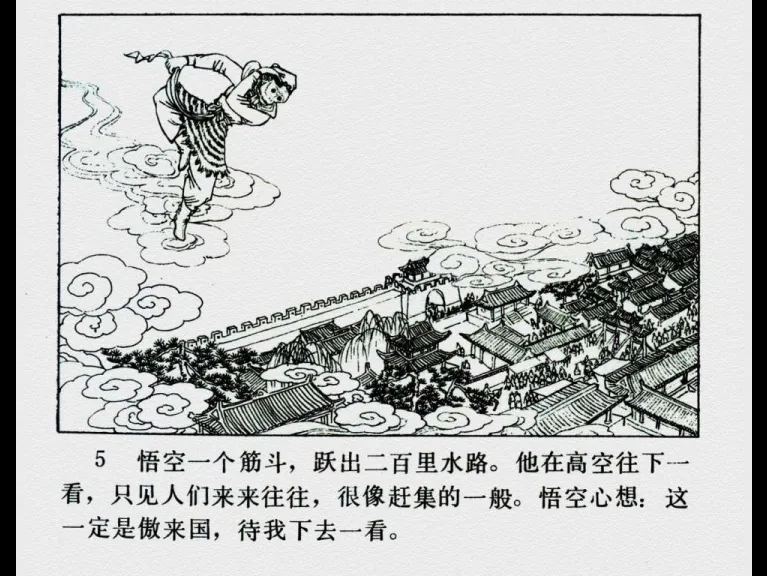 5 悟空一个筋斗，跃出二百里水路。他在高空往下一
看，只见人们来来往往，很像赶集的一般。悟空心想：这
一定是傲来国，待我下去一看。